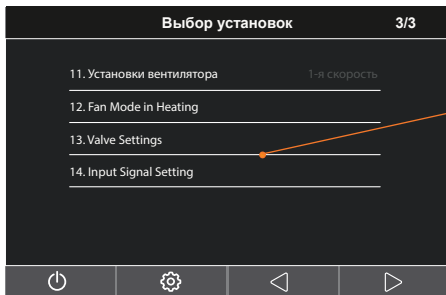 Выбор установок 3/3
11. Установки вентилятора 1-я скорость
12. Fan Mode in Heating
13. Valve Settings
14. Input Signal Setting